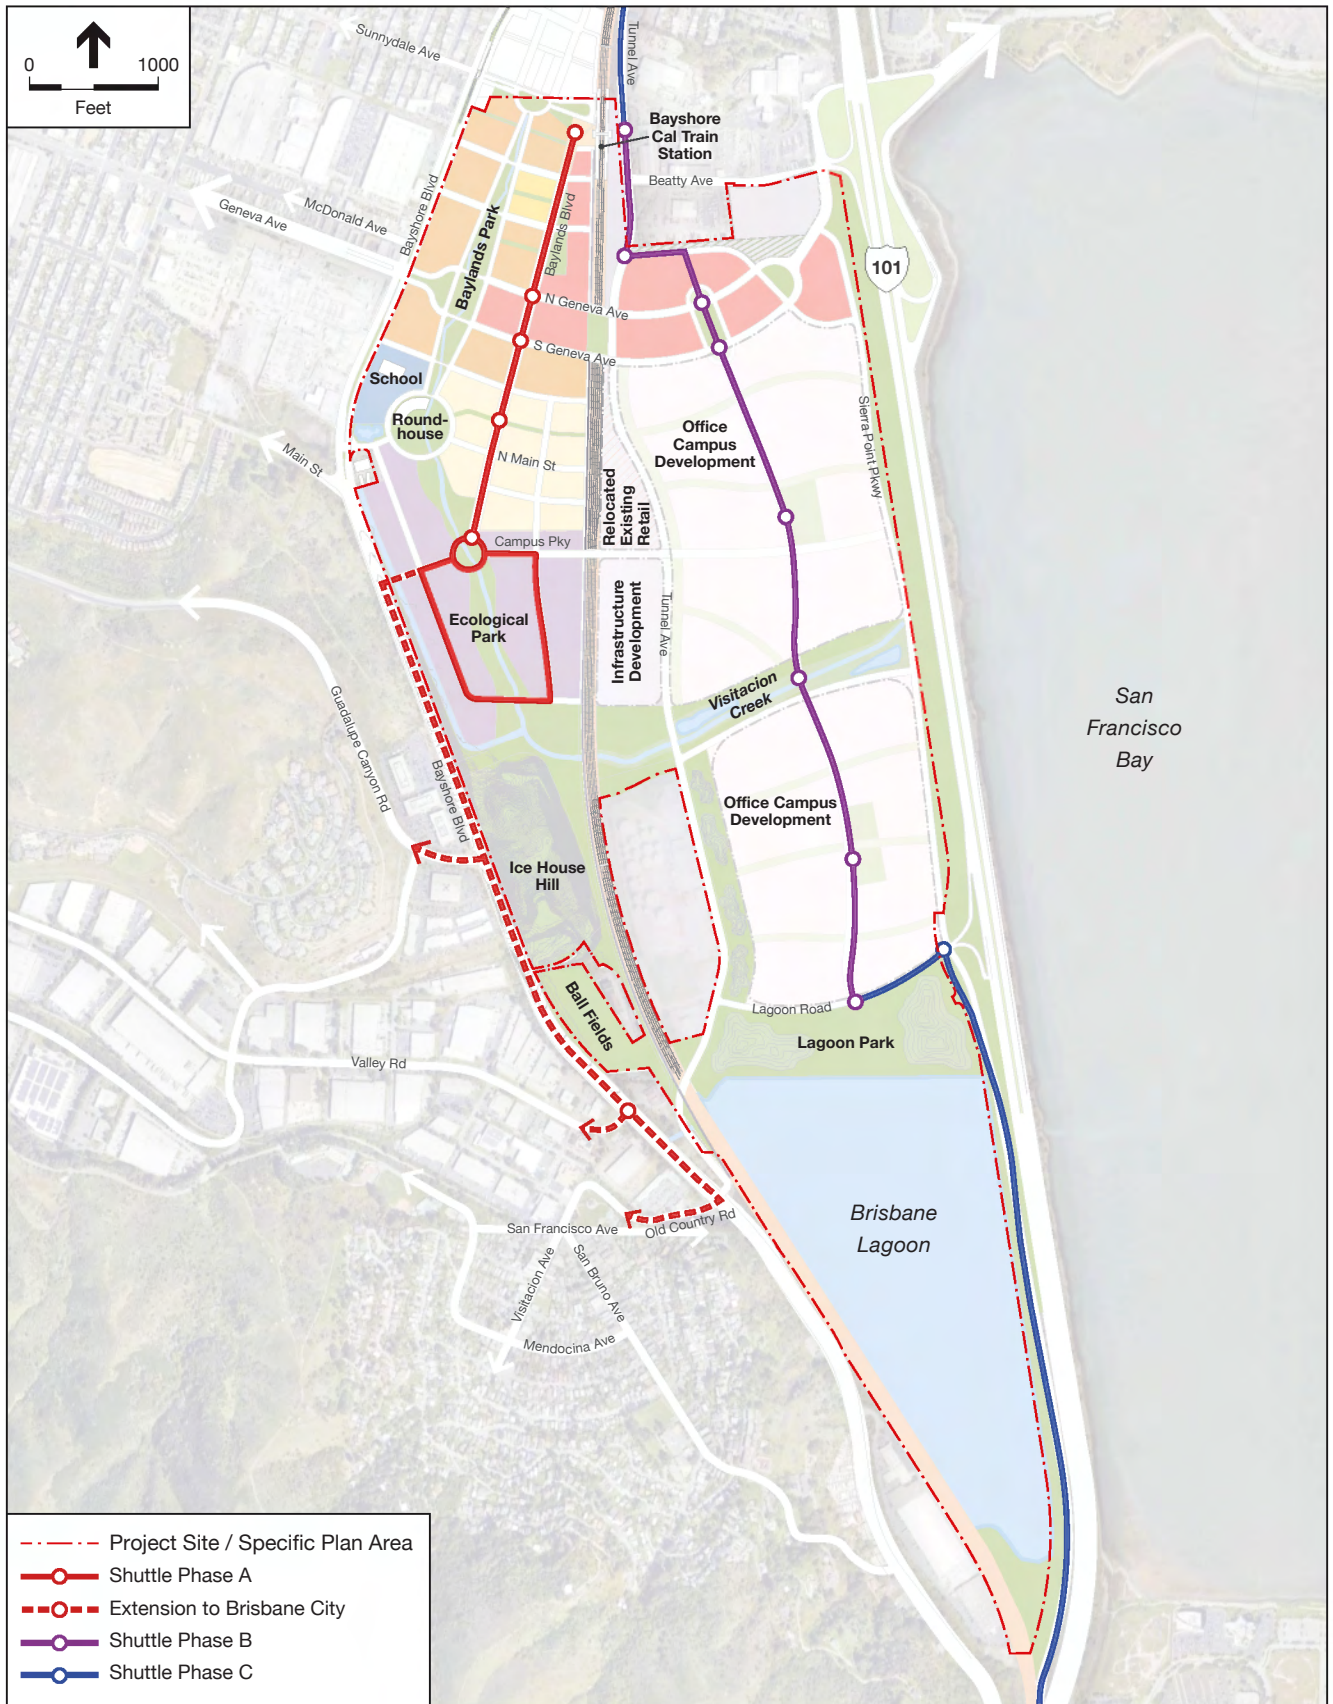 0 1000
Feet
Sunnydale Ave
Tunnel Ave
Bayshore
Cal Train
Station
Beatty Ave
Bayshore Blvd
McDonald Ave
Geneva Ave
Baylands Park
Baylands Blvd
101
N Geneva Ave
S Geneva Ave
School
Round-
house
Sierra Point Pkwy
Office
Campus
Development
Main St
N Main St
Relocated
Existing
Retail
Campus Pky
Ecological
Park
Infrastructure
Development
Tunnel Ave
Visitacion
Creek
San
Francisco
Bay
Guadalupe Canyon Rd
Bayshore Blvd
Office Campus
Development
Ice House
Hill
Ball Fields
Lagoon Road
Lagoon Park
Valley Rd
Brisbane
Lagoon
San Francisco Ave
Old Country Rd
Visitacion Ave
San Bruno Ave
Mendocina Ave
Project Site / Specific Plan Area
Shuttle Phase A
Extension to Brisbane City
Shuttle Phase B
Shuttle Phase C